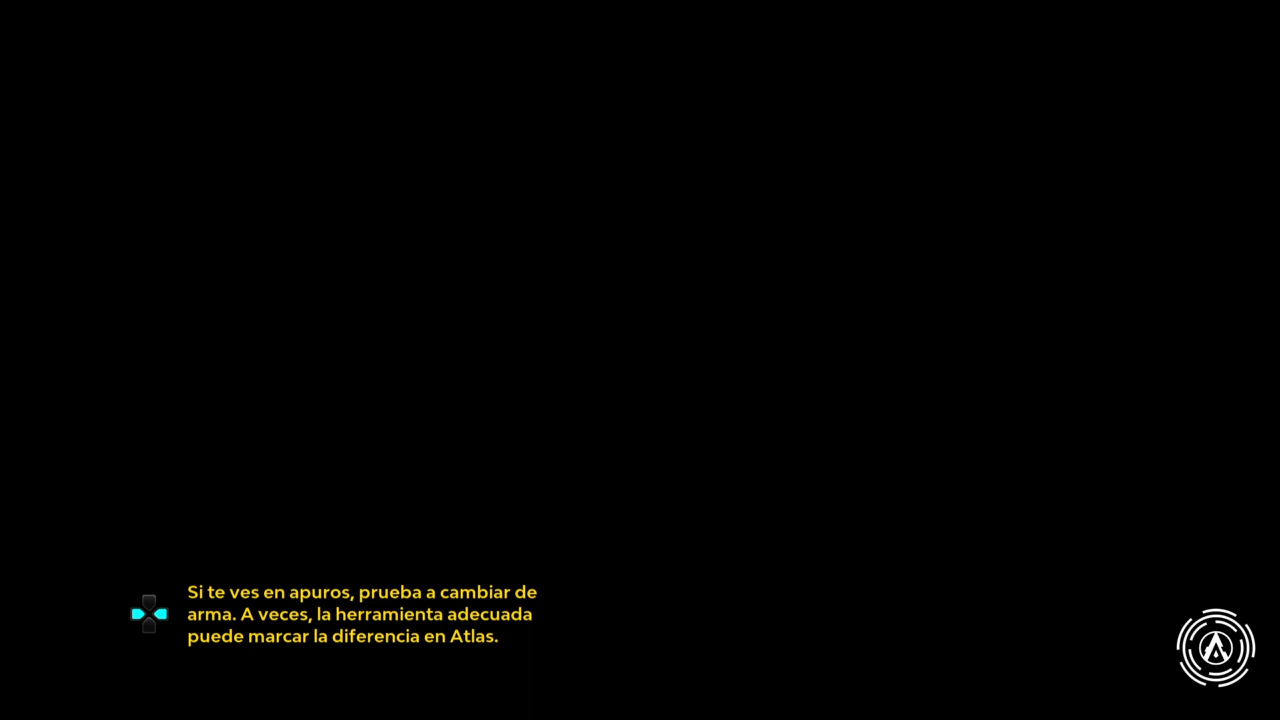 Si te ves en apuros, prueba a cambiar de
arma. A veces, la herramienta adecuada
puede marcar la diferencia en Atlas.